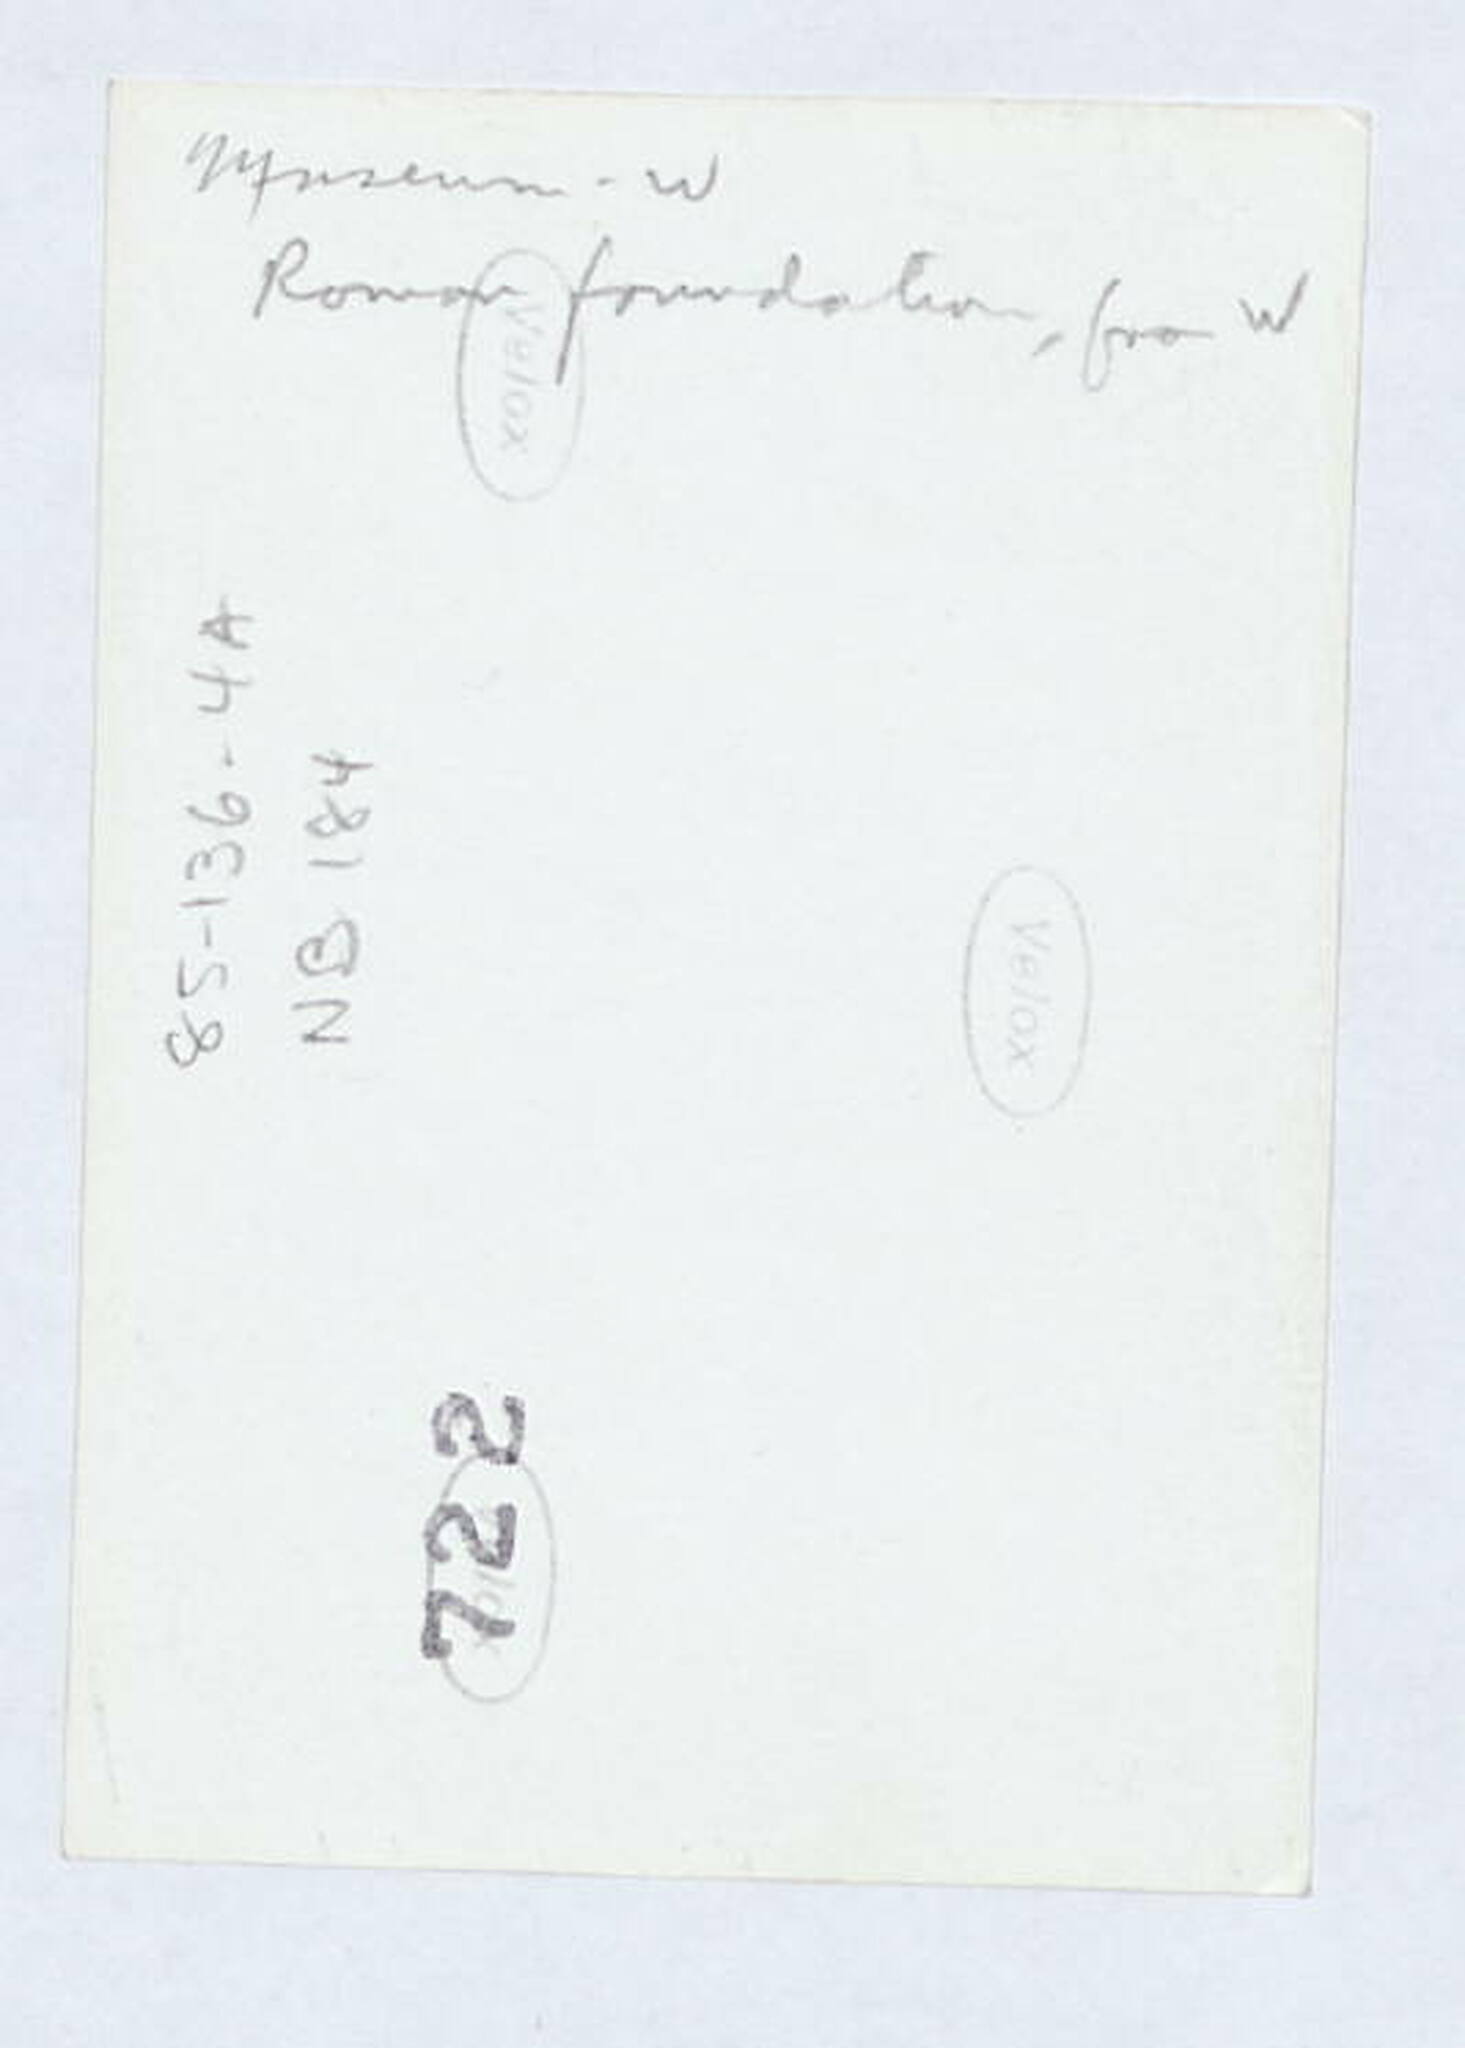 Museum - W
Roman foundation, from W
Velox
85-136-4A
NB 184
Velox
722
Velox